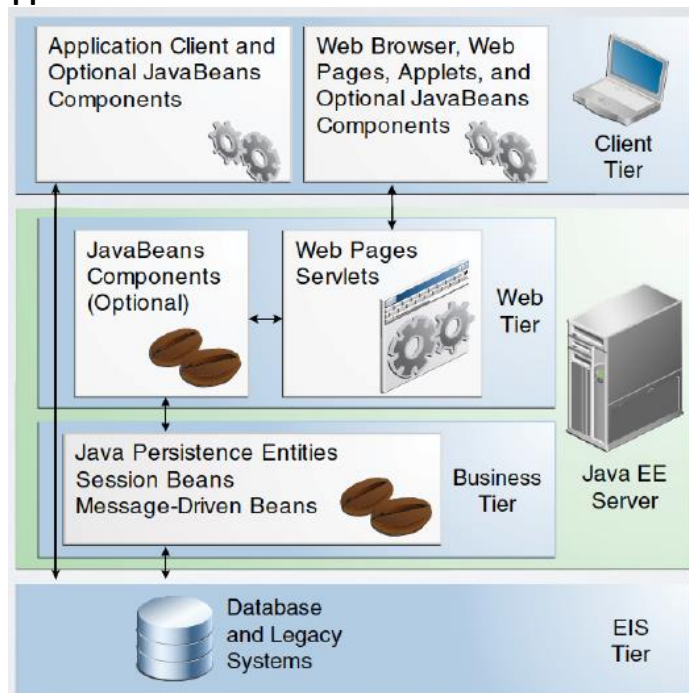 Application Client and
Optional JavaBeans
Components
Web Browser, Web
Pages, Applets, and
Optional JavaBeans
Components
Client
Tier
JavaBeans
Components
(Optional)
Web Pages
Servlets
Web
Tier
Java Persistence Entities
Session Beans
Message-Driven Beans
Business
Tier
Java EE
Server
Database
and Legacy
Systems
EIS
Tier